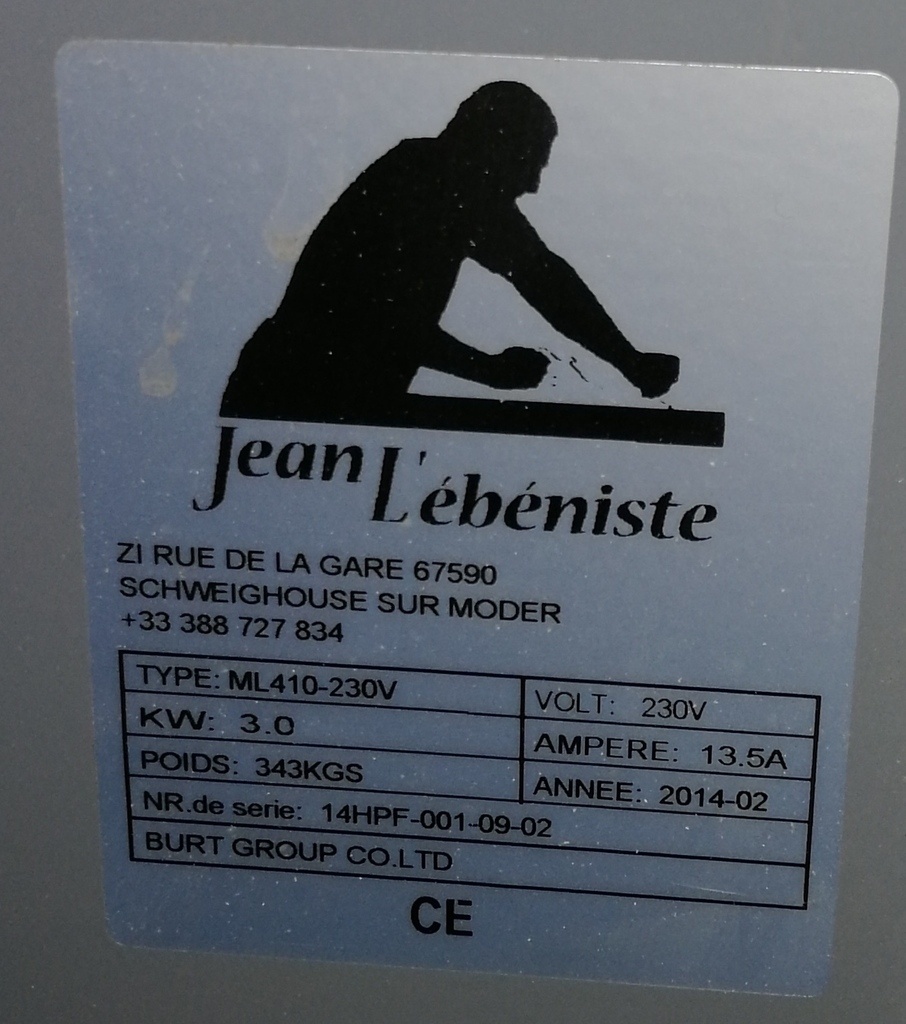 Jean L'ébéniste
ZI RUE DE LA GARE 67590
SCHWEIGHOUSE SUR MODER
+33 388 727 834
TYPE: ML410-230V
VOLT: 230V
KW: 3.0
AMPERE: 13.5A
POIDS: 343KGS
ANNEE: 2014-02
NR.de serie: 14HPF-001-09-02
BURT GROUP CO.LTD
CE